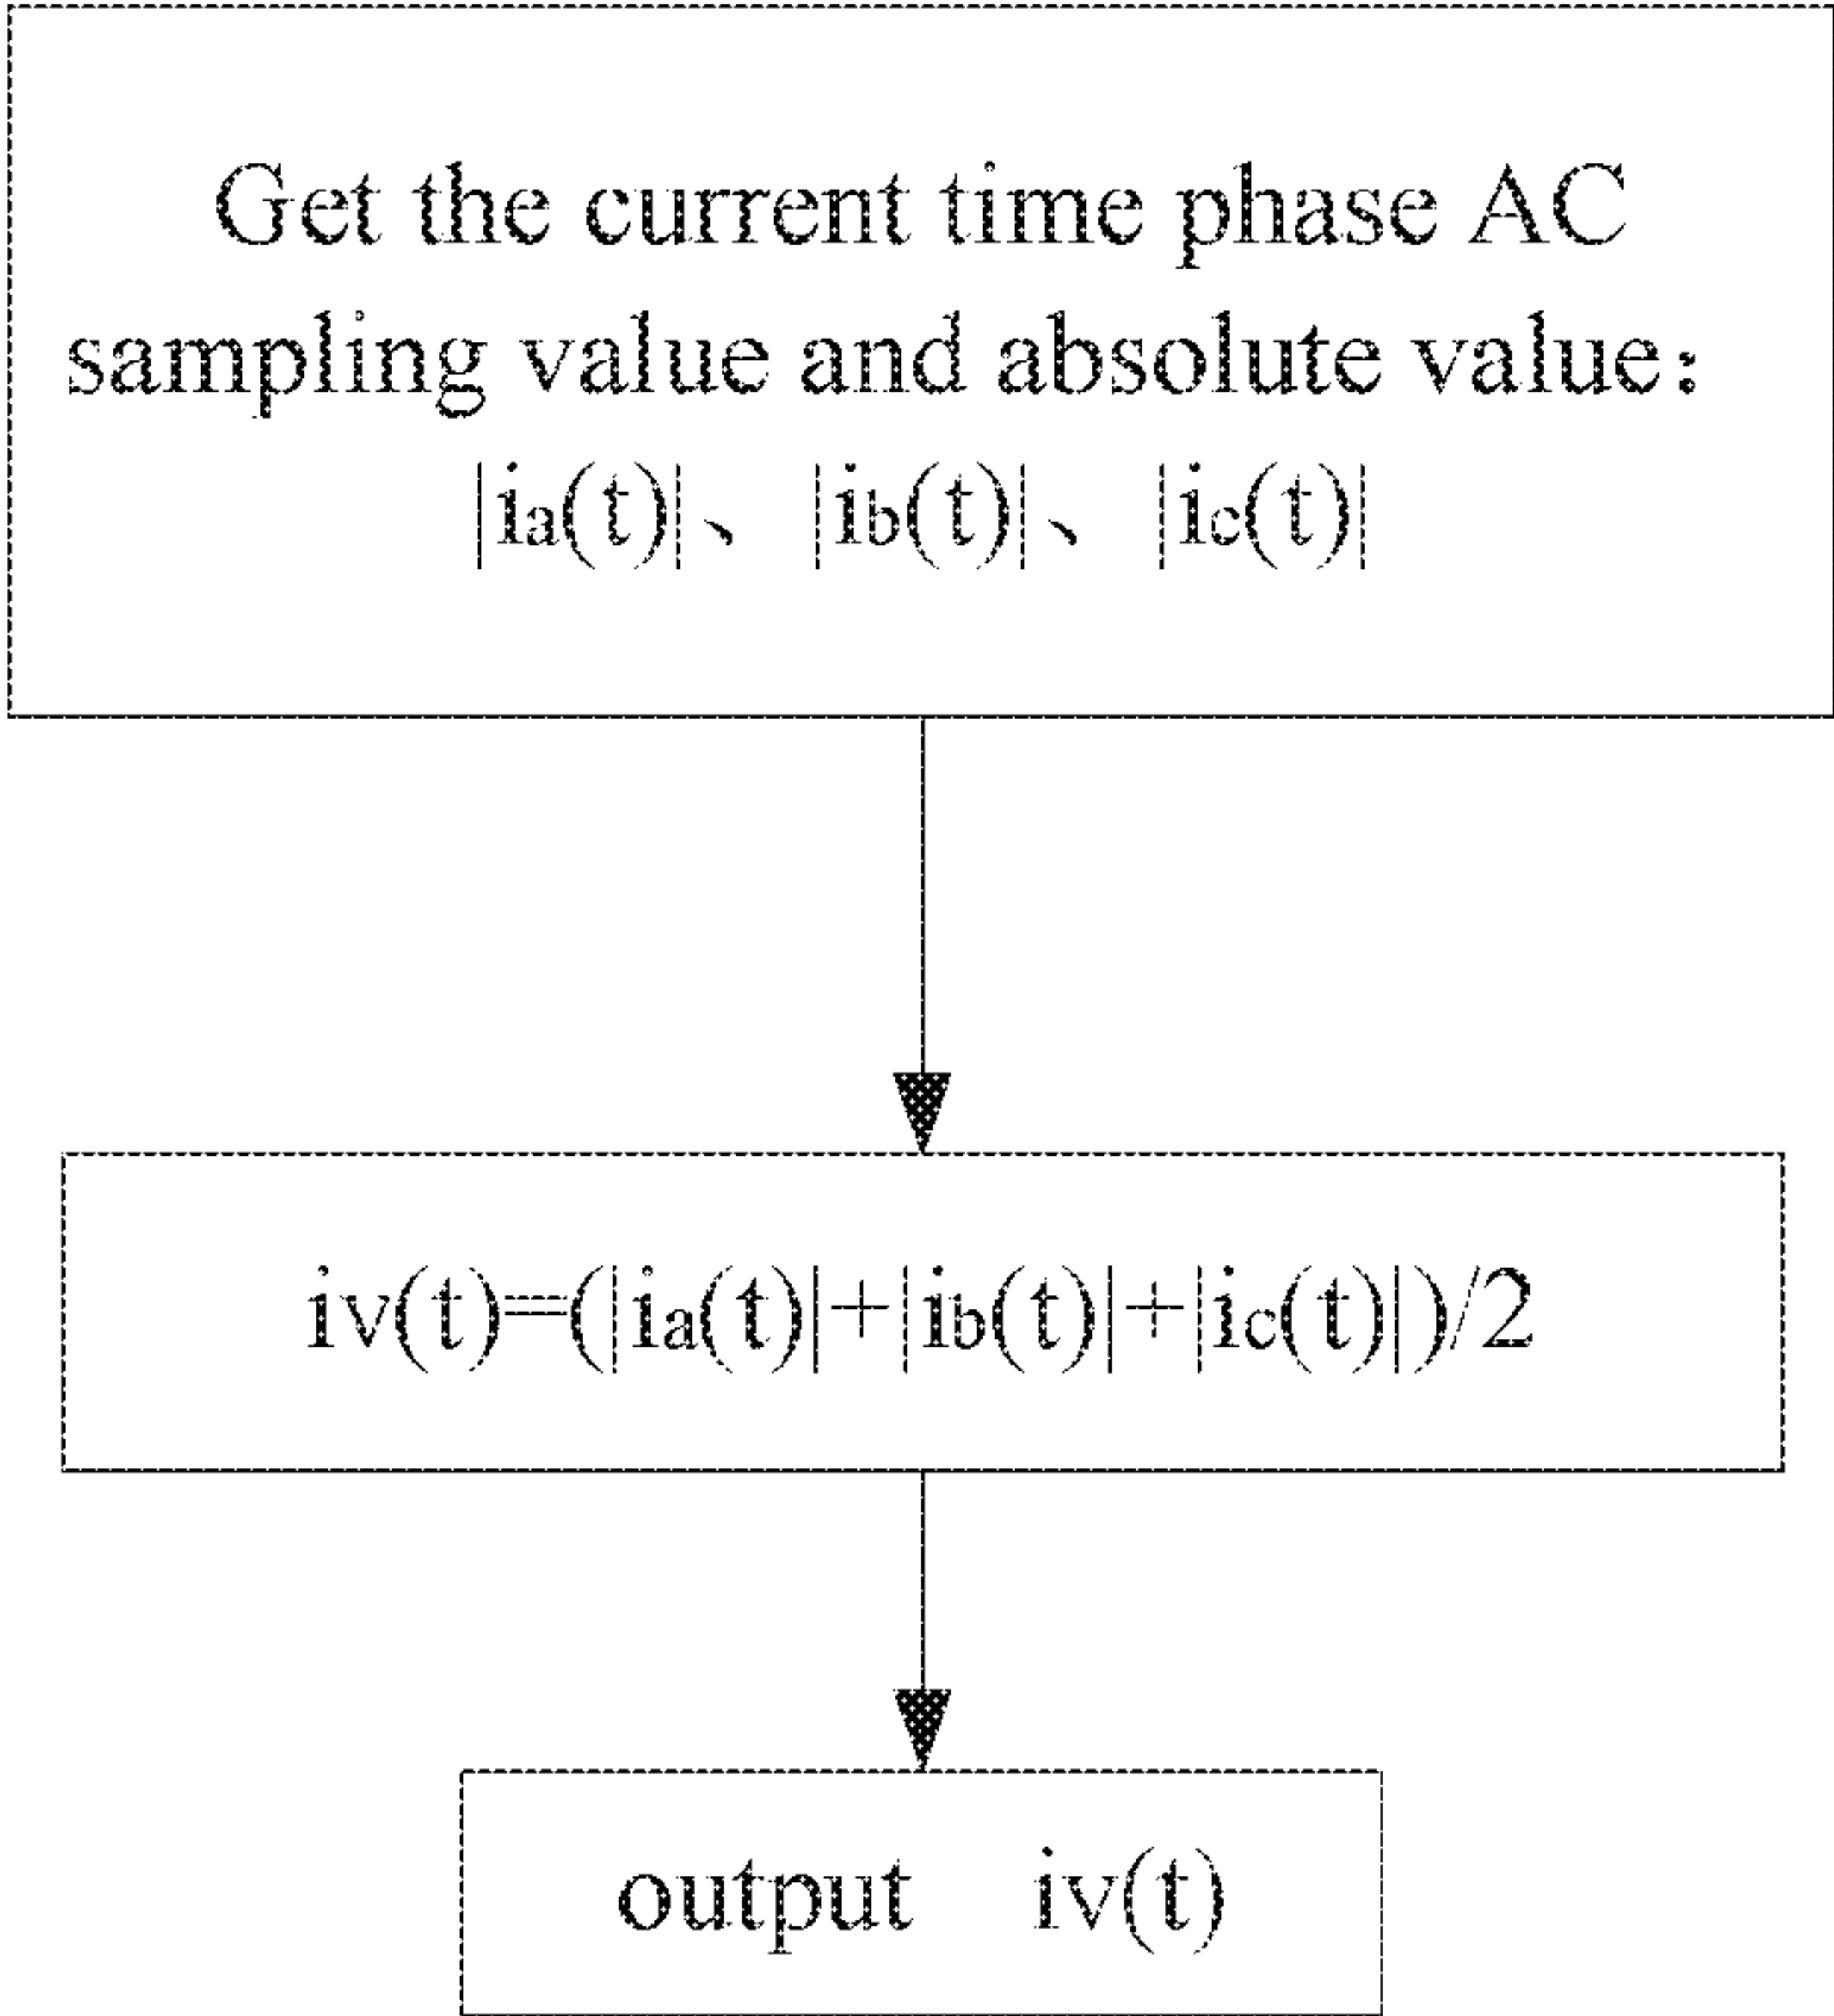 Get the current time phase AC
sampling value and absolute value:
|ia(t)|、 |ib(t)|、 |ic(t)|
iv(t)=(|ia(t)|+|ib(t)|+|ic(t)|)/2
output iv(t)